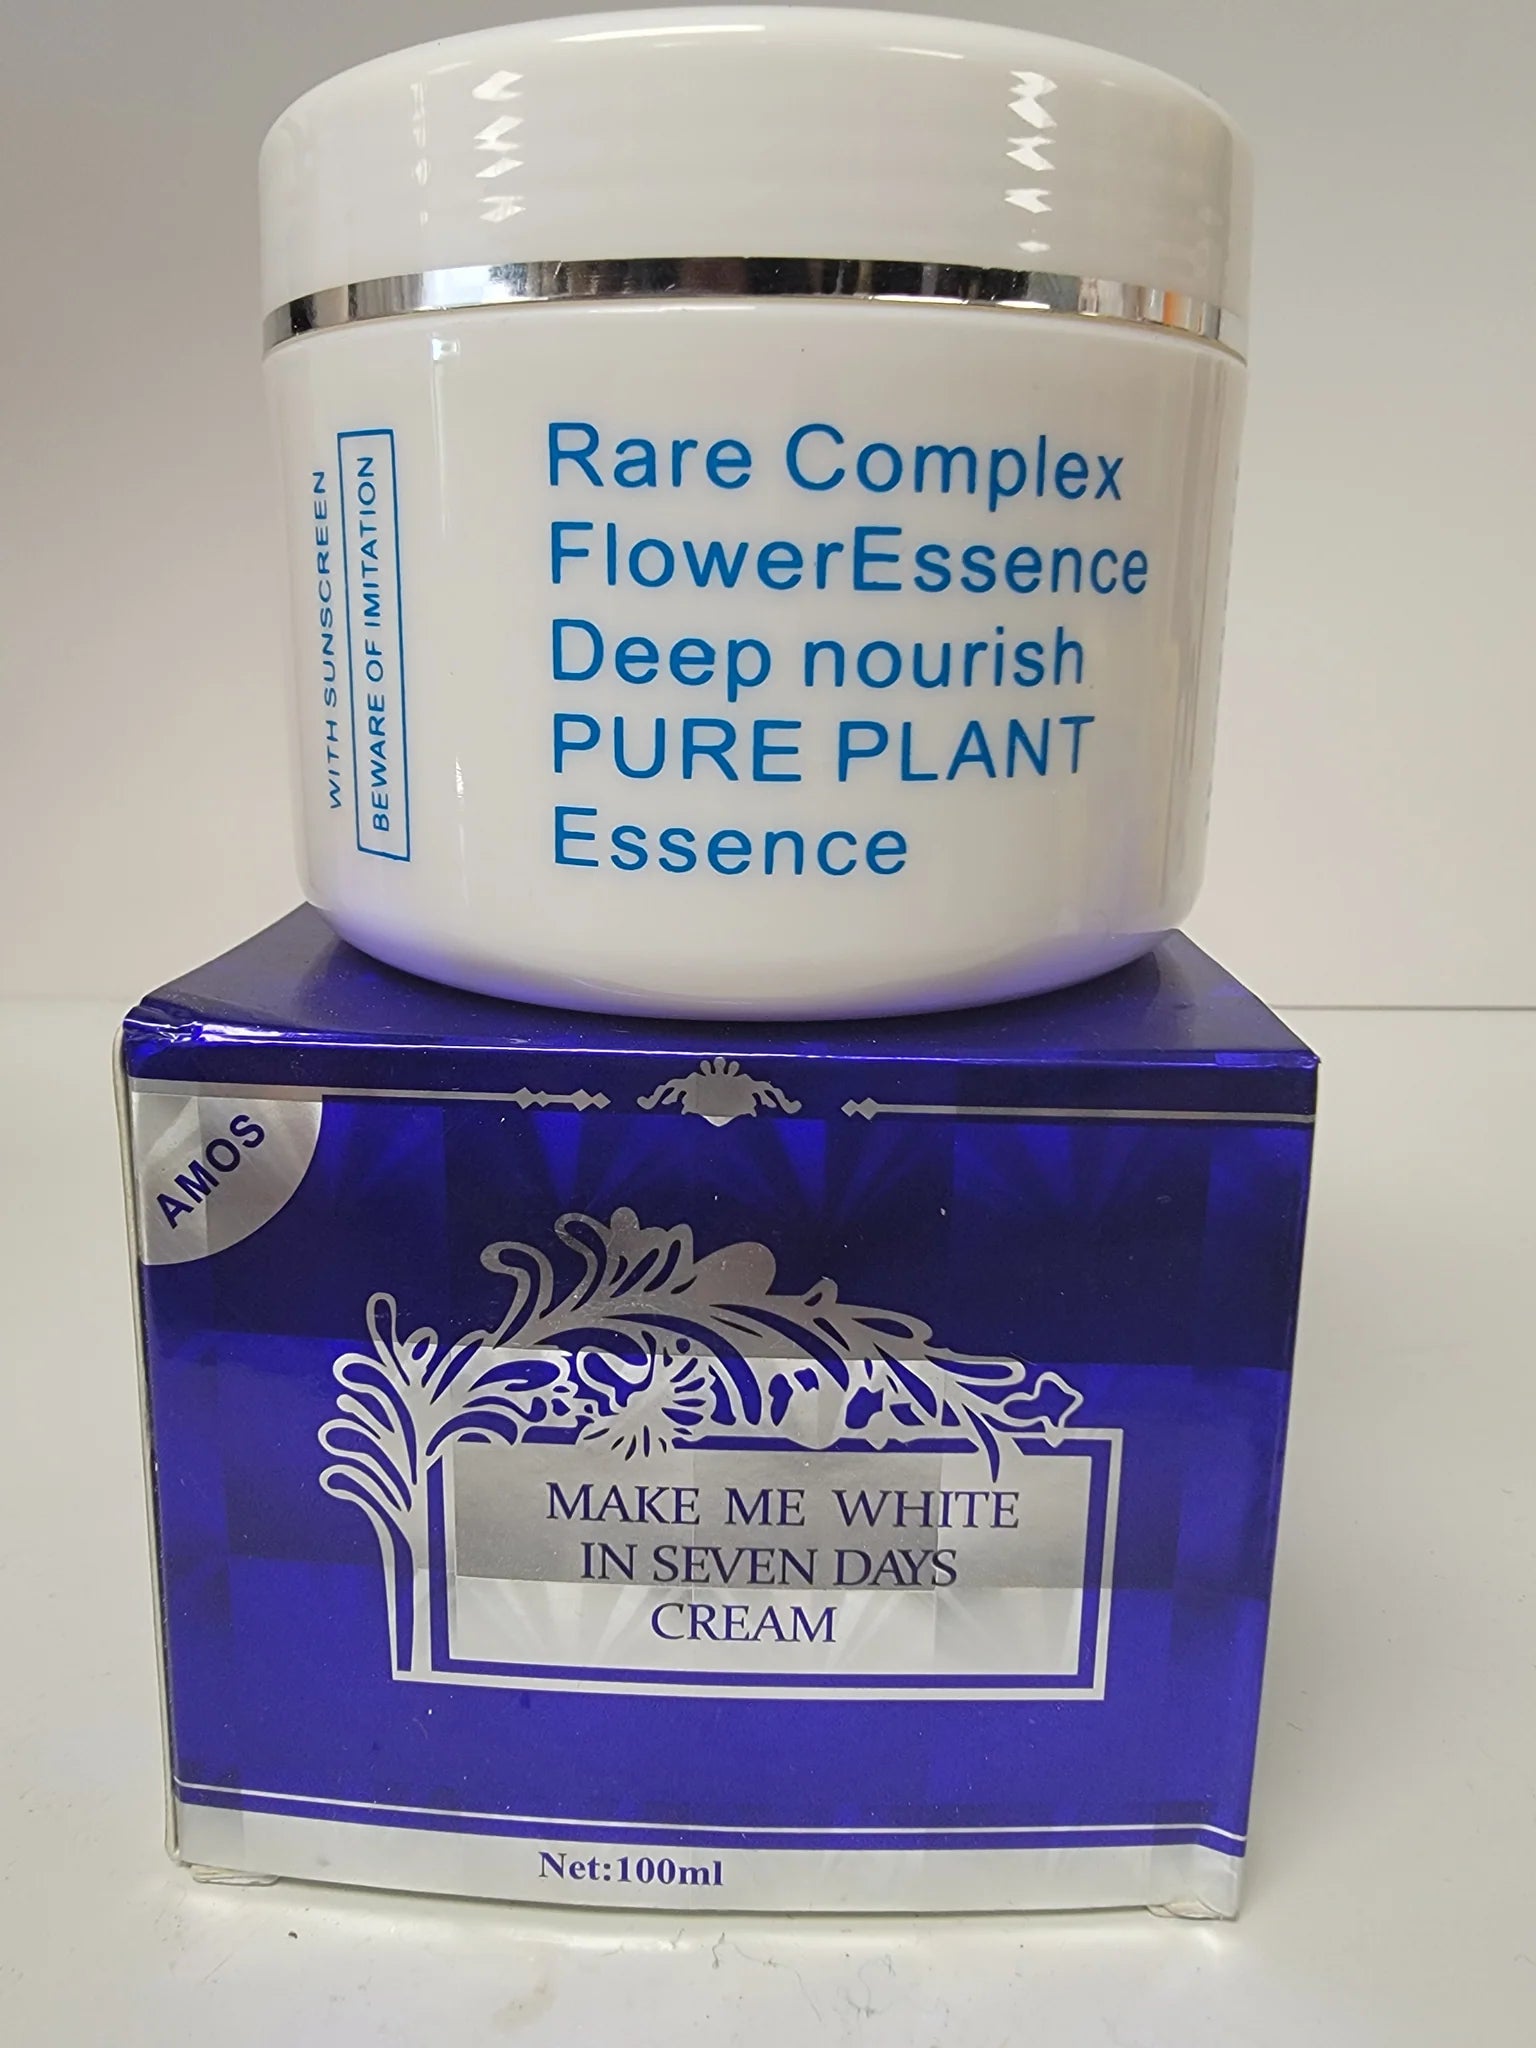 WITH SUNSCREEN
BEWARE OF IMITATION
Rare Complex
FlowerEssence
Deep nourish
PURE PLANT
Essence
AMOS
MAKE ME WHITE
IN SEVEN DAYS
CREAM
Net:100ml